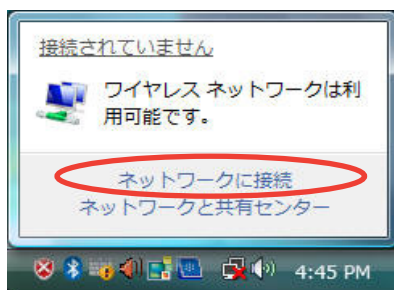 接続されていません
ワイヤレス ネットワークは利
用可能です。
ネットワークに接続
ネットワークと共有センター
4:45 PM